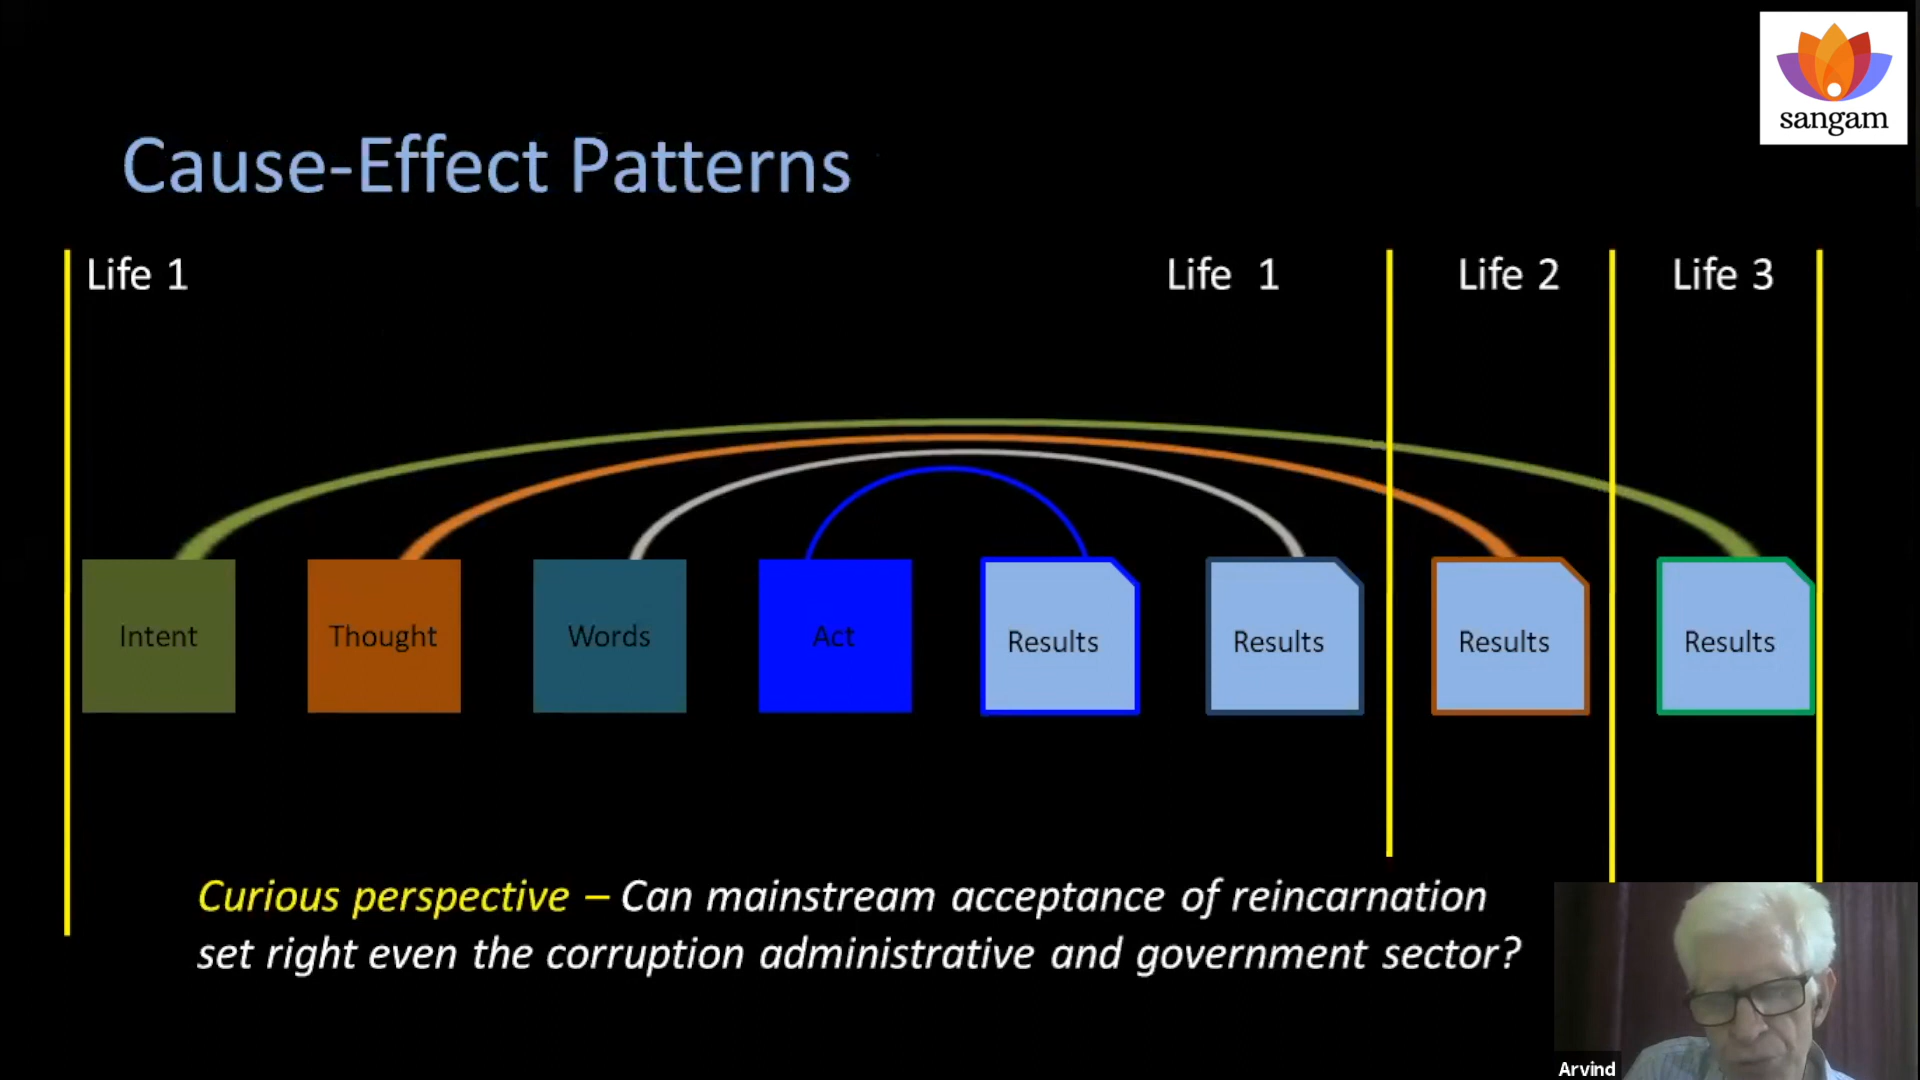 sangam
Cause-Effect Patterns
Life 1
Life 1
Life 2
Life 3
Intent
Thought
Words
Act
Results
Results
Results
Results
Curious perspective – Can mainstream acceptance of reincarnation
set right even the corruption administrative and government sector?
Arvind